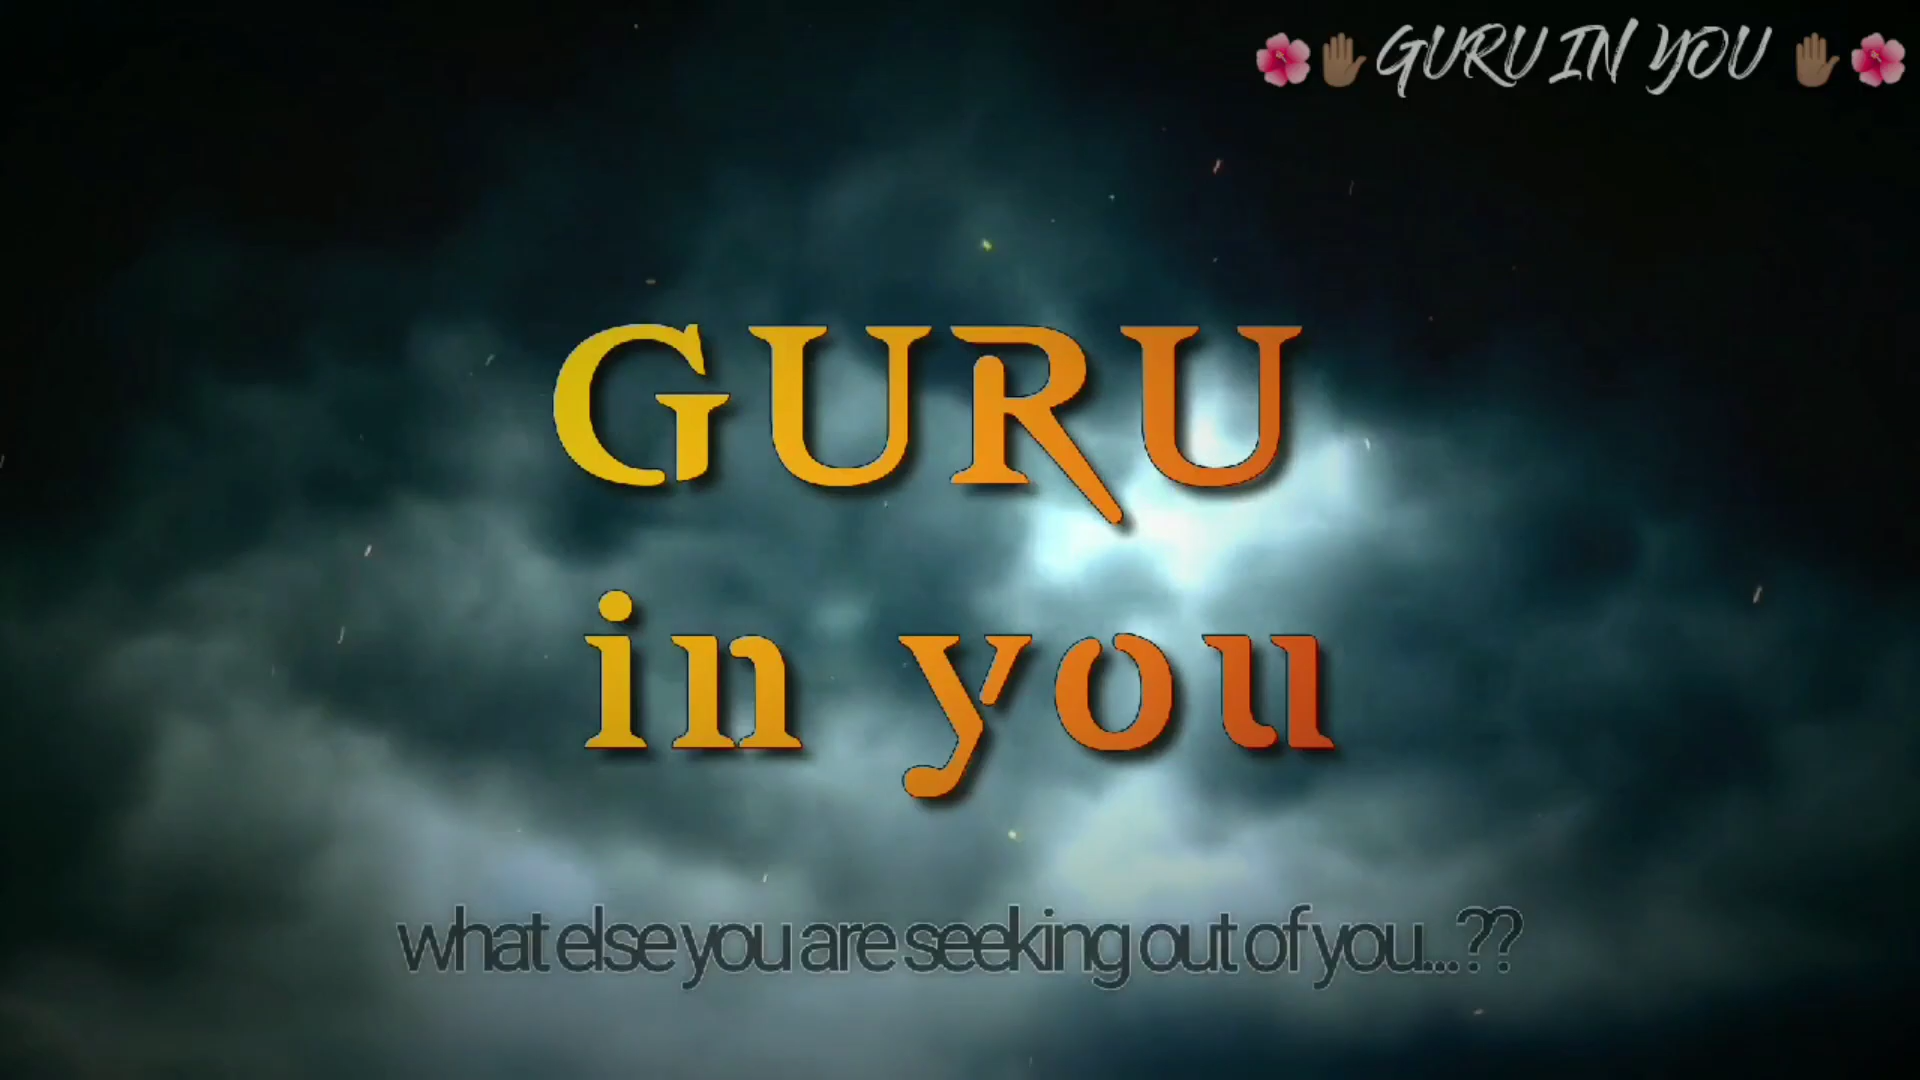 🌺✋🏽GURU IN YOU ✋🏽🌺
GURU
in you
what else you are seeking out of you...??